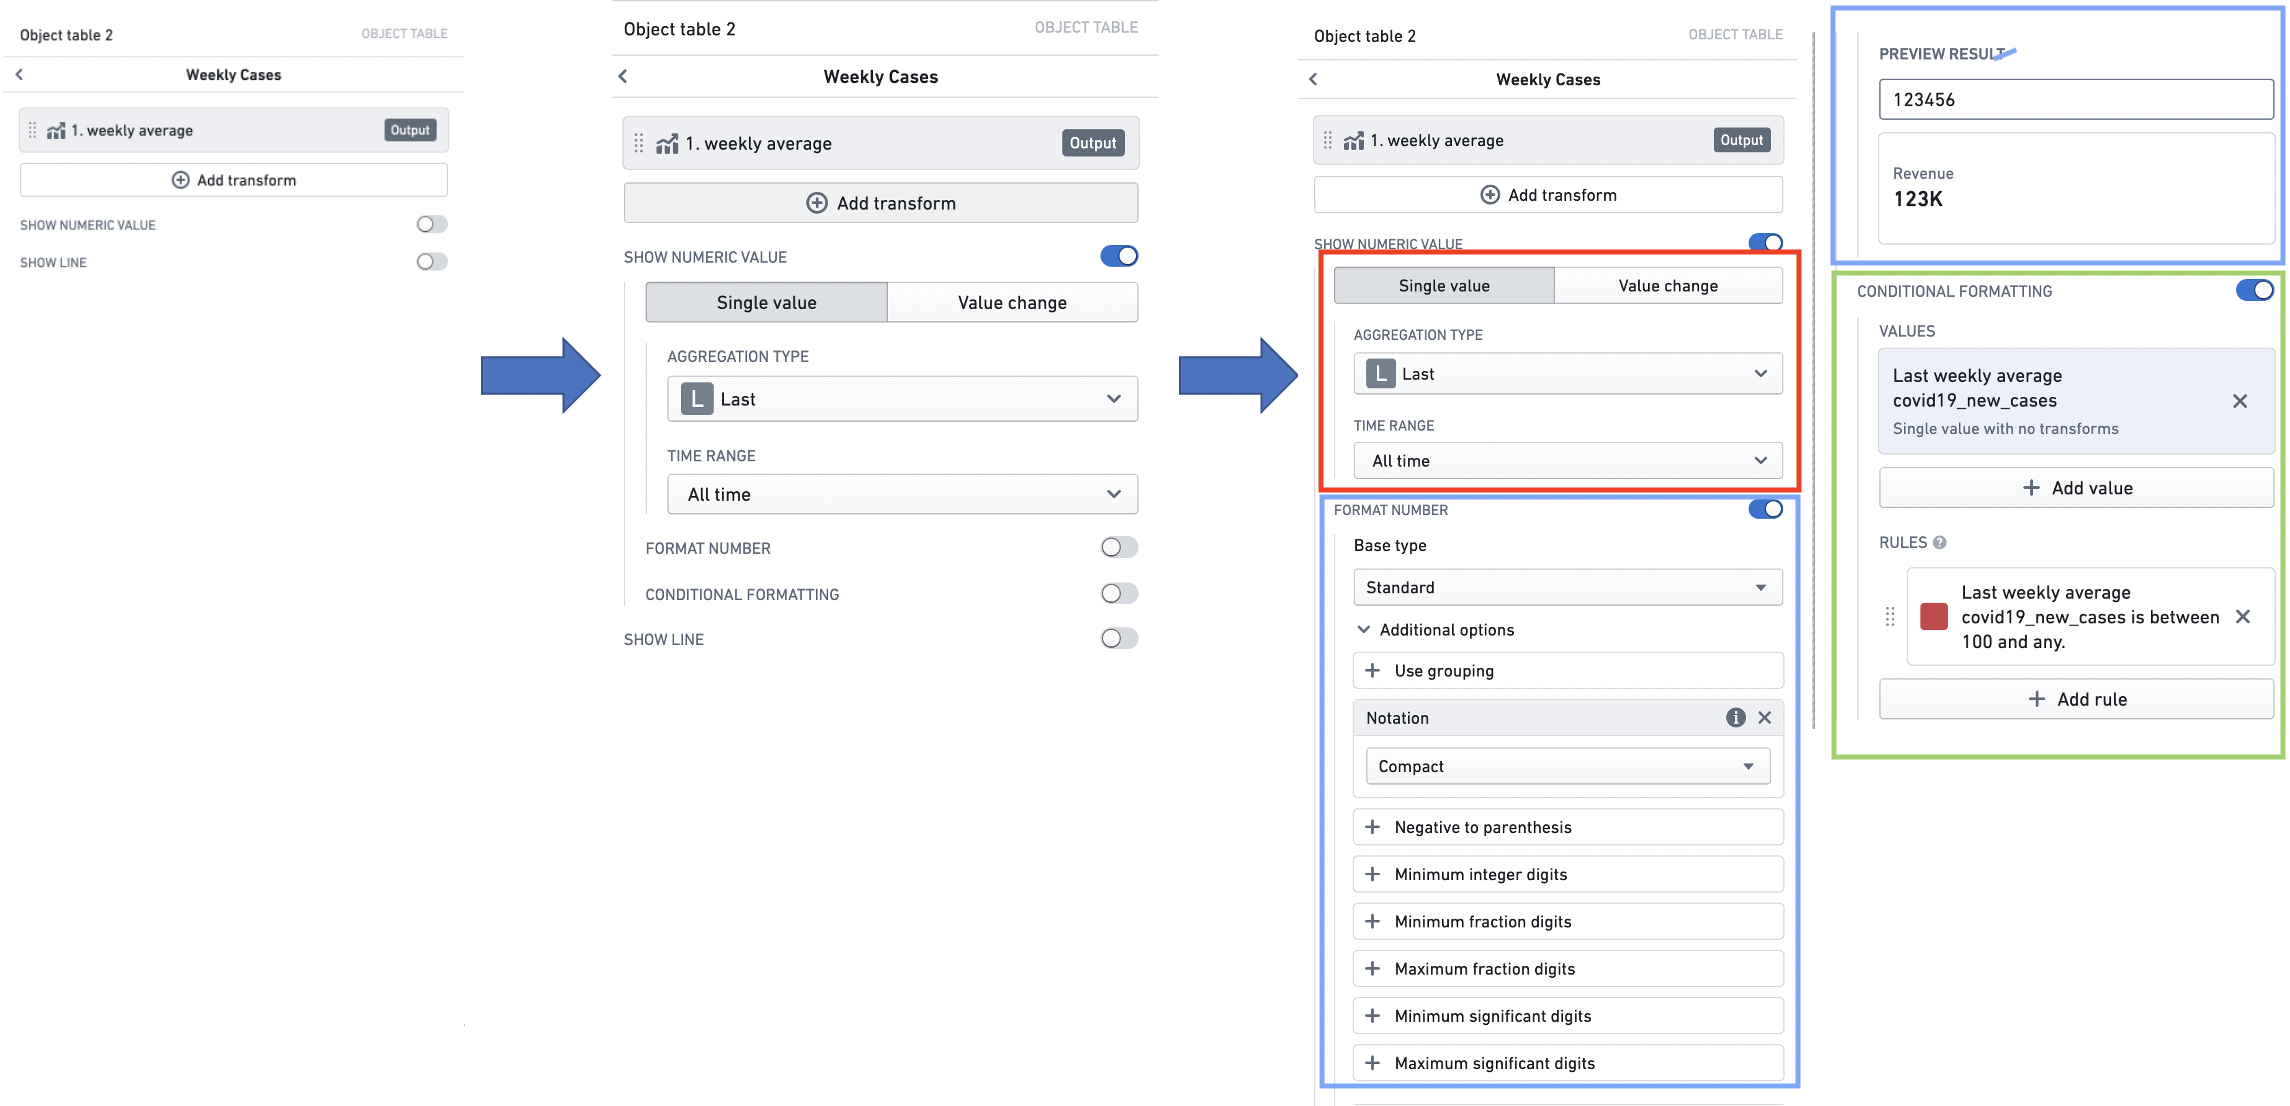 Object table 2
OBJECT TABLE
Weekly Cases
1. weekly average
Output
Add transform
SHOW NUMERIC VALUE
SHOW LINE
Object table 2
OBJECT TABLE
Weekly Cases
1. weekly average
Output
Add transform
SHOW NUMERIC VALUE
Single value
Value change
AGGREGATION TYPE
L Last
TIME RANGE
All time
FORMAT NUMBER
CONDITIONAL FORMATTING
SHOW LINE
Object table 2
OBJECT TABLE
Weekly Cases
1. weekly average
Output
Add transform
SHOW NUMERIC VALUE
Single value
Value change
AGGREGATION TYPE
L Last
TIME RANGE
All time
FORMAT NUMBER
Base type
Standard
Additional options
Use grouping
Notation
Compact
Negative to parenthesis
Minimum integer digits
Minimum fraction digits
Maximum fraction digits
Minimum significant digits
Maximum significant digits
PREVIEW RESULT
123456
Revenue
123K
CONDITIONAL FORMATTING
VALUES
Last weekly average
covid19_new_cases
Single value with no transforms
Add value
RULES
Last weekly average
covid19_new_cases is between
100 and any.
Add rule